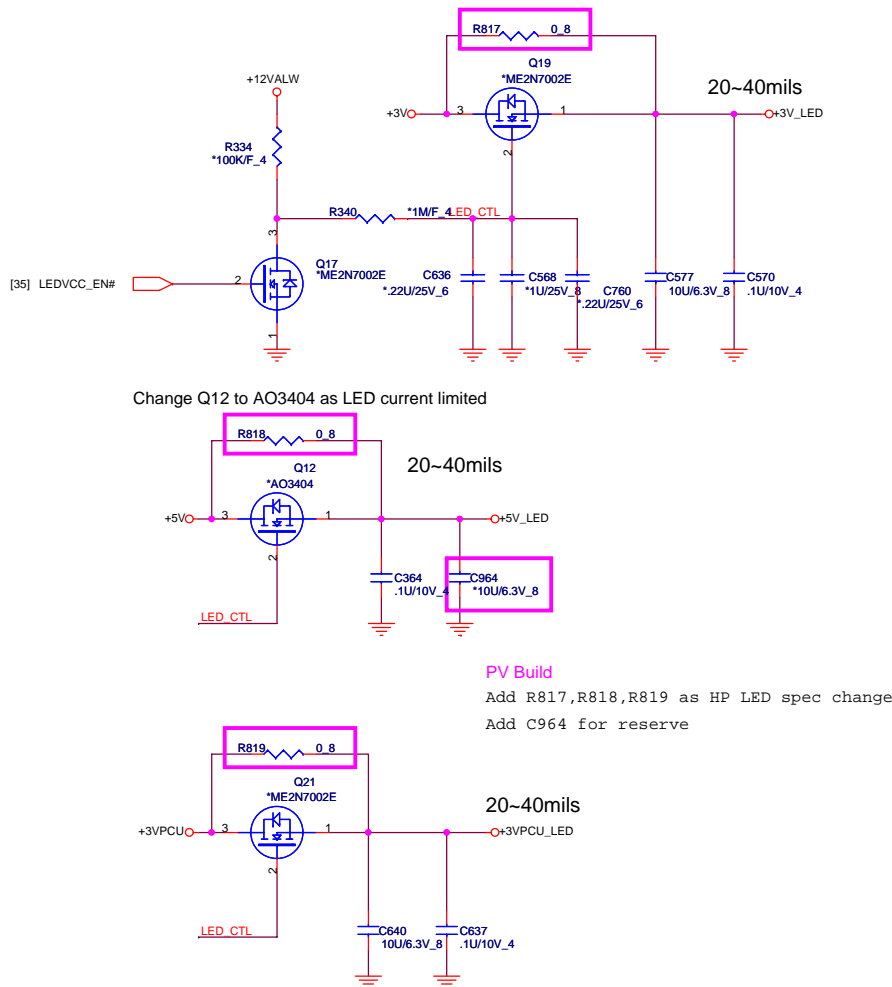 R817 0_8
Q19
*ME2N7002E
+12VALW
20~40mils
+3V 3 1 +3V_LED
2
R334
*100K/F_4
R340 *1M/F_4 LED_CTL
3
Q17
*ME2N7002E
[35] LEDVCC_EN# 2
1
C636
*.22U/25V_6
C568
*1U/25V_8
C760
*.22U/25V_6
C577
10U/6.3V_8
C570
.1U/10V_4
Change Q12 to AO3404 as LED current limited
R818 0_8
Q12
*AO3404
20~40mils
+5V 3 1 +5V_LED
2
C364
.1U/10V_4
C964
*10U/6.3V_8
LED_CTL
PV Build
Add R817,R818,R819 as HP LED spec change
Add C964 for reserve
R819 0_8
Q21
*ME2N7002E
20~40mils
+3VPCU 3 1 +3VPCU_LED
2
LED_CTL
C640
10U/6.3V_8
C637
.1U/10V_4